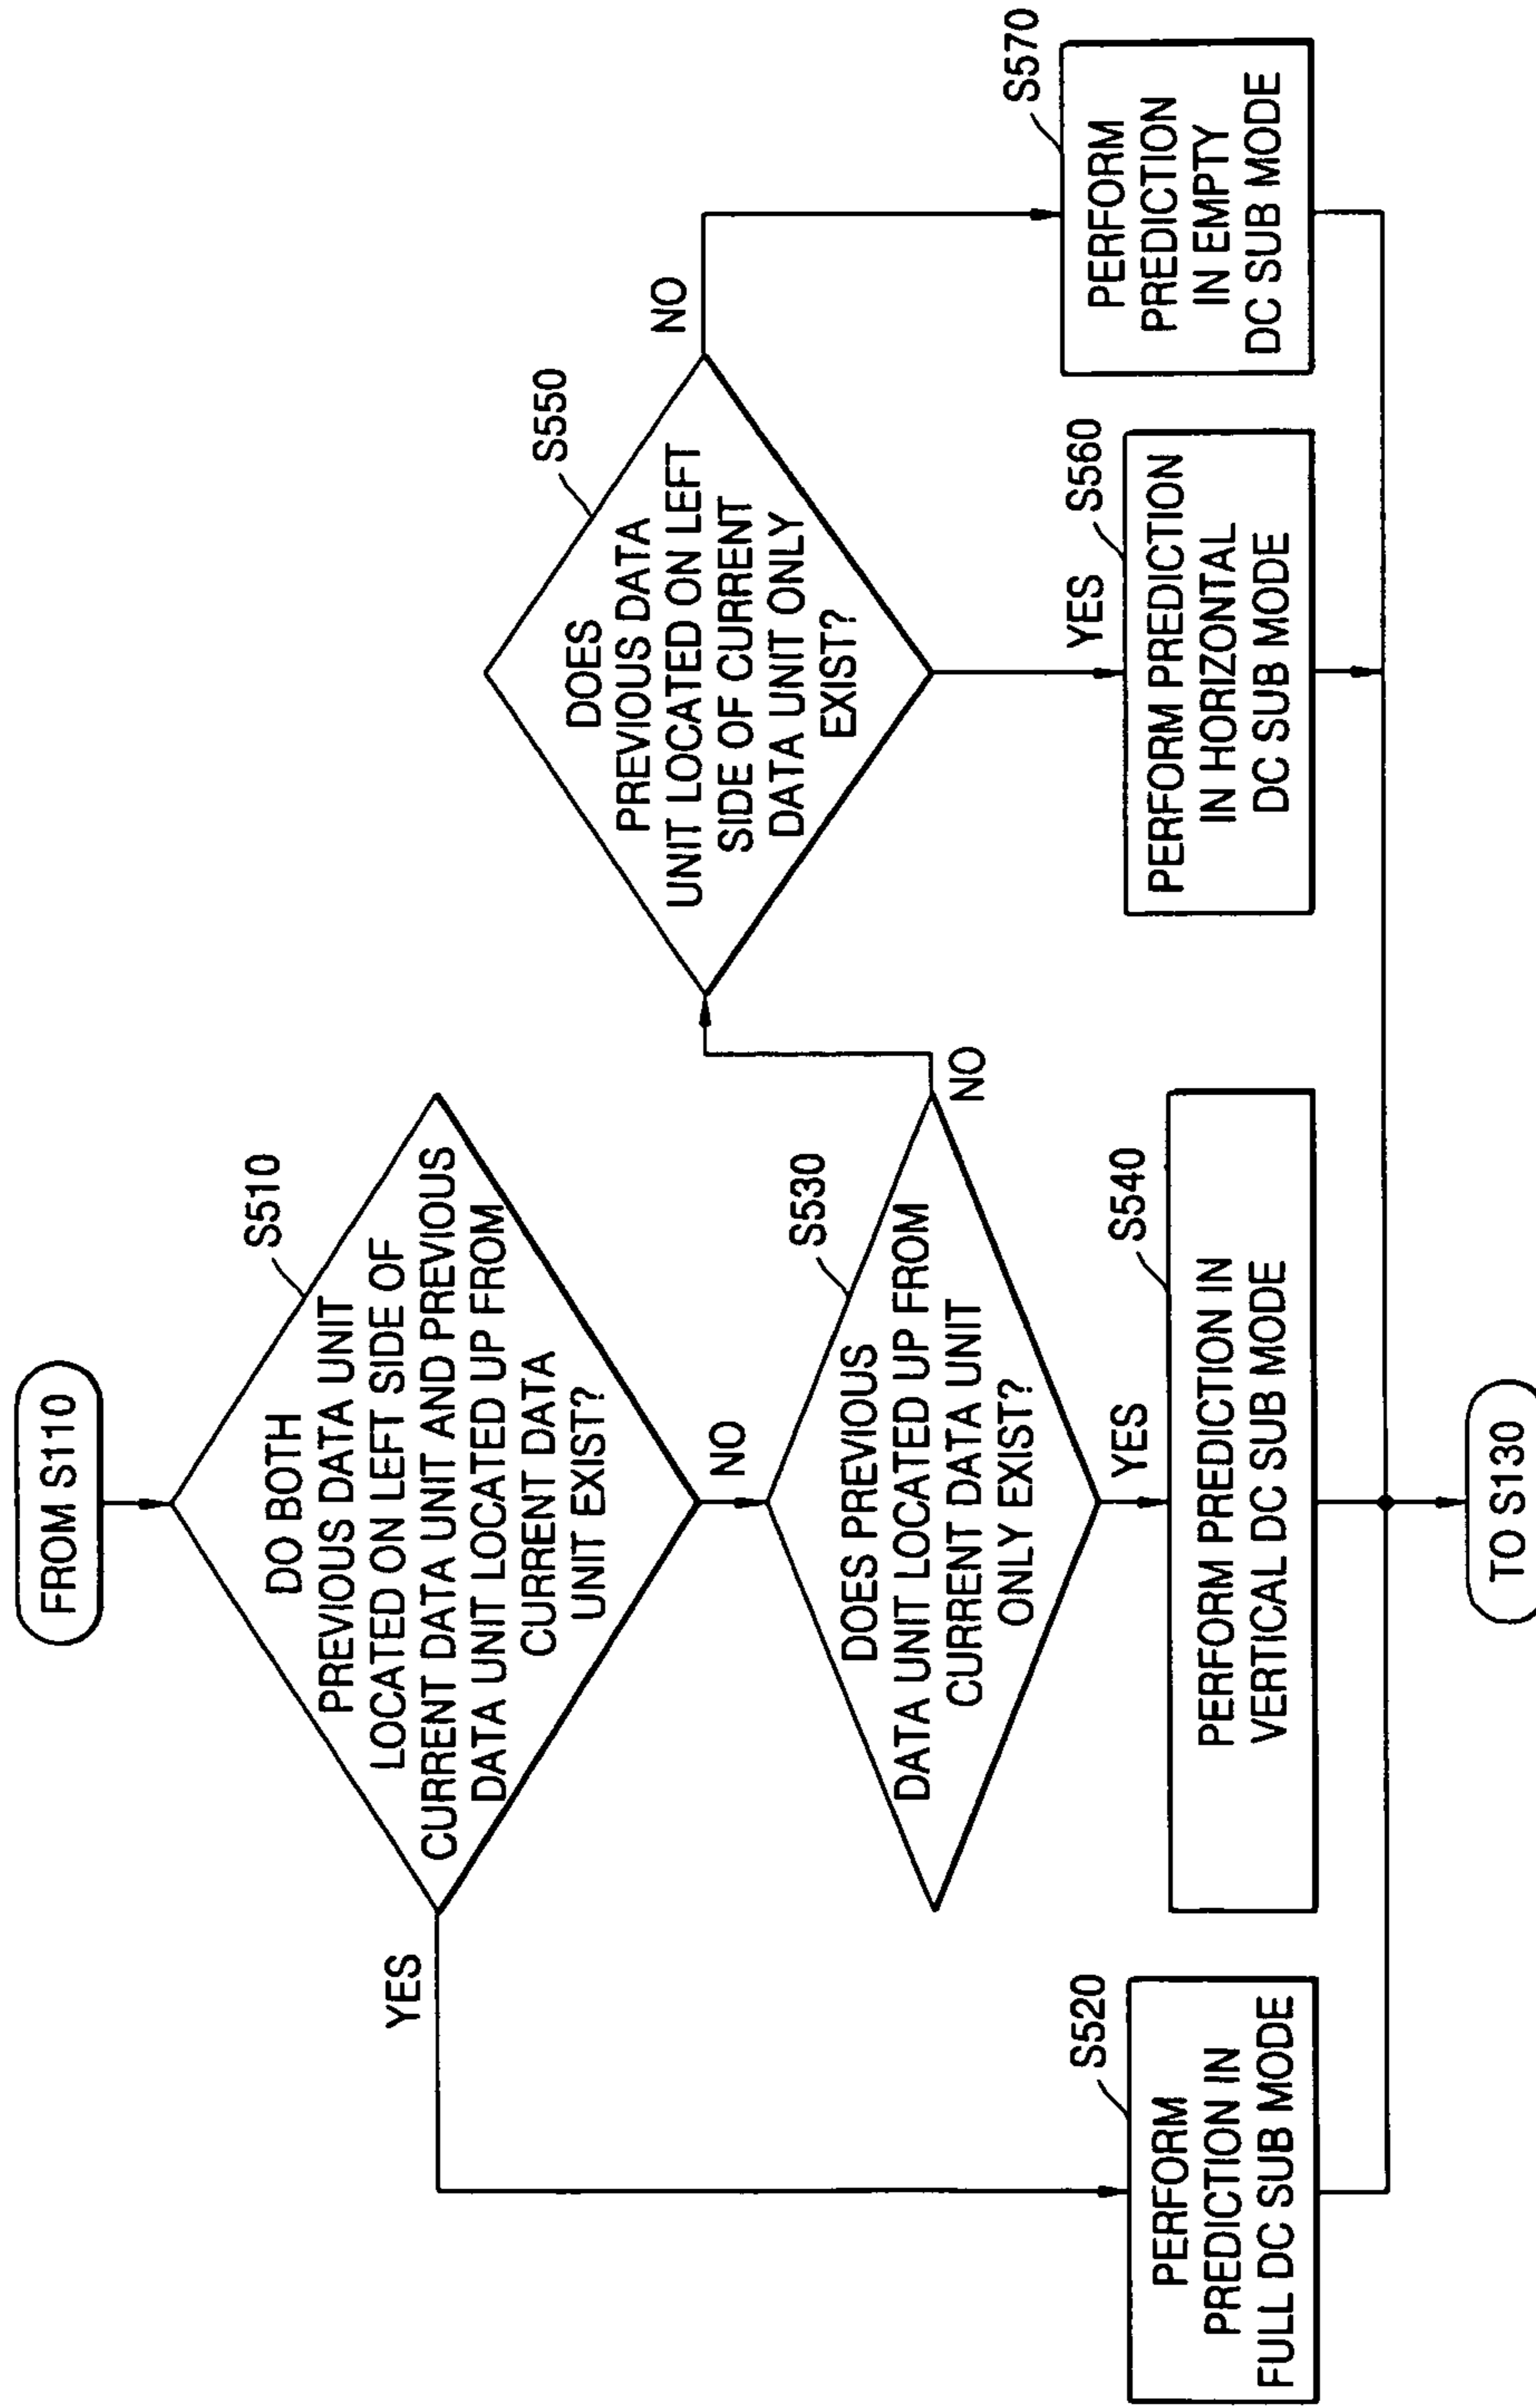 FROM S110
S510
DO BOTH
PREVIOUS DATA UNIT
LOCATED ON LEFT SIDE OF
CURRENT DATA UNIT AND PREVIOUS
DATA UNIT LOCATED UP FROM
CURRENT DATA
UNIT EXIST?
YES
NO
S520
PERFORM
PREDICTION IN
FULL DC SUB MODE
S530
DOES PREVIOUS
DATA UNIT LOCATED UP FROM
CURRENT DATA UNIT
ONLY EXIST?
NO
YES
S540
PERFORM PREDICTION IN
VERTICAL DC SUB MODE
S550
DOES
PREVIOUS DATA
UNIT LOCATED ON LEFT
SIDE OF CURRENT
DATA UNIT ONLY
EXIST?
NO
YES
S560
PERFORM PREDICTION
IN HORIZONTAL
DC SUB MODE
S570
PERFORM
PREDICTION
IN EMPTY
DC SUB MODE
TO S130